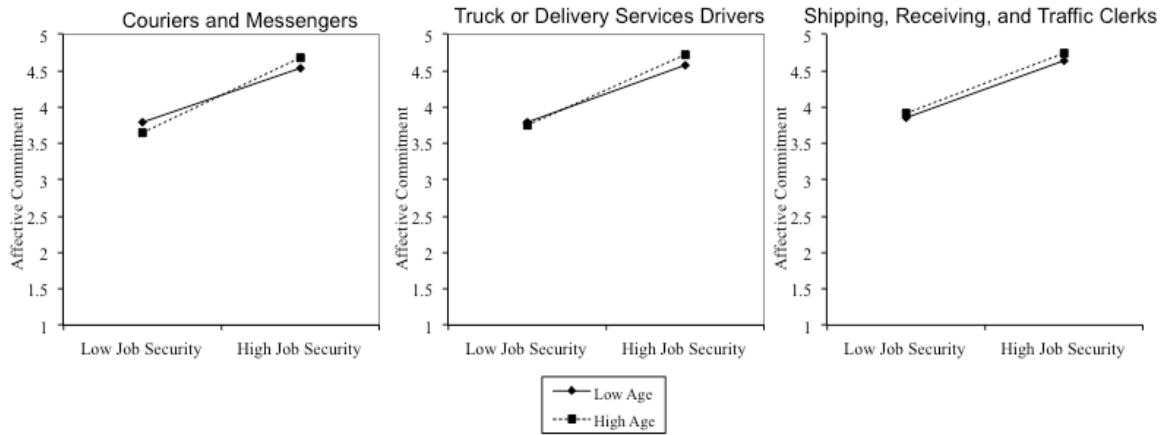 Couriers and Messengers
Affective Commitment
5
4.5
4
3.5
3
2.5
2
1.5
1
Low Job Security High Job Security
Truck or Delivery Services Drivers
Affective Commitment
5
4.5
4
3.5
3
2.5
2
1.5
1
Low Job Security High Job Security
Shipping, Receiving, and Traffic Clerks
Affective Commitment
5
4.5
4
3.5
3
2.5
2
1.5
1
Low Job Security High Job Security
Low Age
High Age